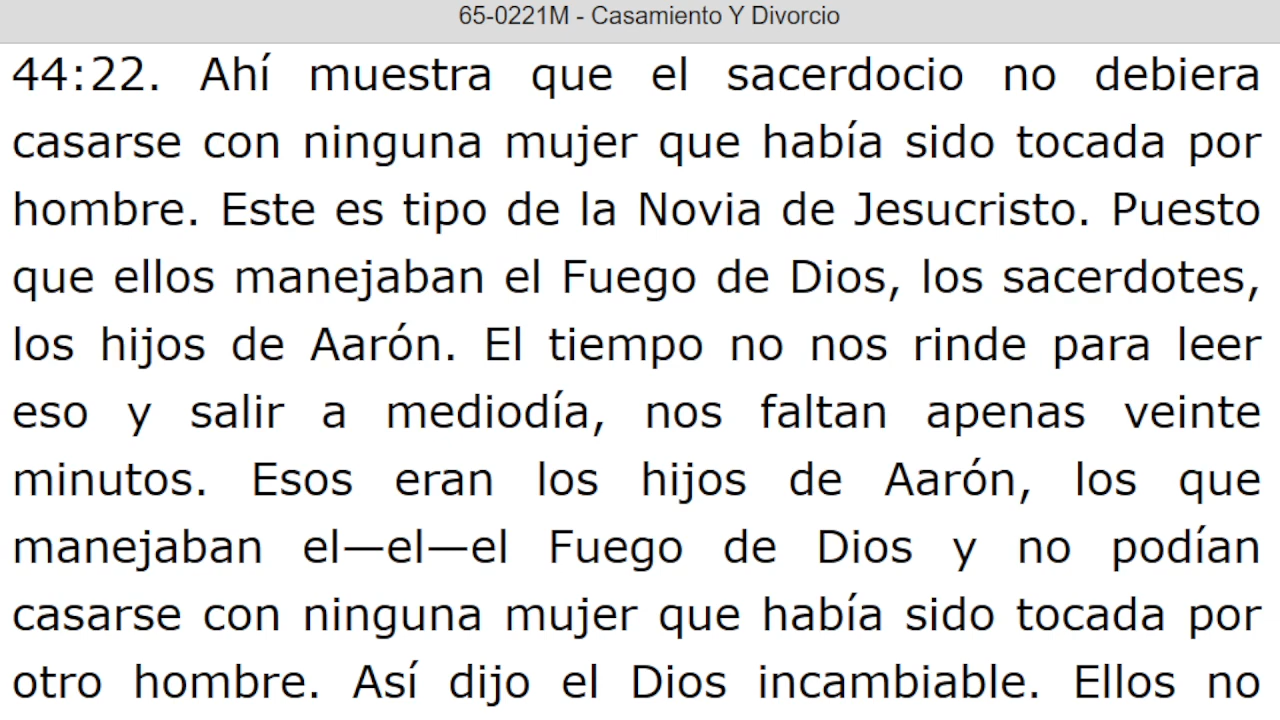 65-0221M - Casamiento Y Divorcio
44:22. Ahí muestra que el sacerdocio no debiera
casarse con ninguna mujer que había sido tocada por
hombre. Este es tipo de la Novia de Jesucristo. Puesto
que ellos manejaban el Fuego de Dios, los sacerdotes,
los hijos de Aarón. El tiempo no nos rinde para leer
eso y salir a mediodía, nos faltan apenas veinte
minutos. Esos eran los hijos de Aarón, los que
manejaban el—el—el Fuego de Dios y no podían
casarse con ninguna mujer que había sido tocada por
otro hombre. Así dijo el Dios incambiable. Ellos no